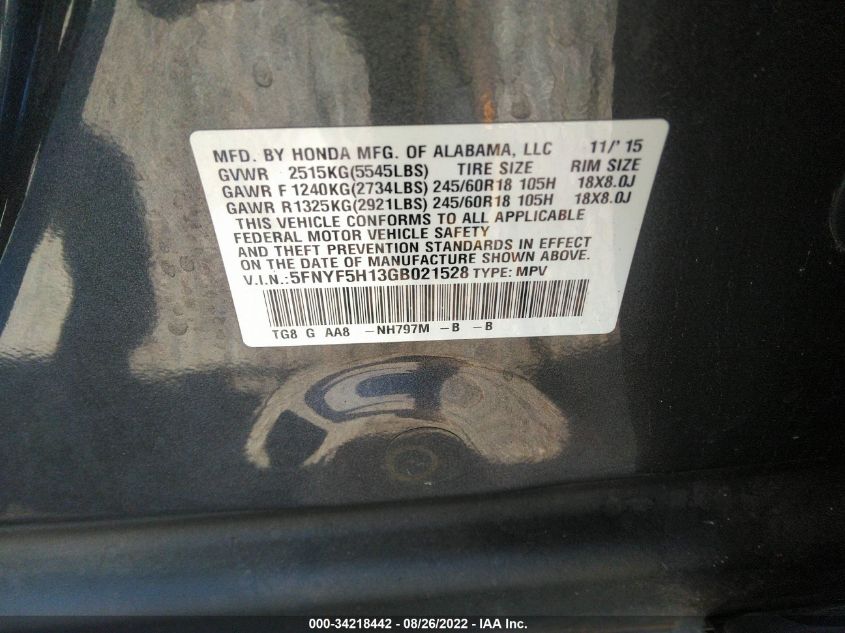 MFD. BY HONDA MFG. OF ALABAMA, LLC 11/' 15
GVWR 2515KG(5545LBS) TIRE SIZE RIM SIZE
GAWR F 1240KG(2734LBS) 245/60R18 105H 18X8.0J
GAWR R1325KG(2921LBS) 245/60R18 105H 18X8.0J
THIS VEHICLE CONFORMS TO ALL APPLICABLE
FEDERAL MOTOR VEHICLE SAFETY
AND THEFT PREVENTION STANDARDS IN EFFECT
ON THE DATE OF MANUFACTURE SHOWN ABOVE.
V.I.N.:5FNYF5H13GB021528 TYPE: MPV
TG8 G AA8 -NH797M -B -B
000-34218442 - 08/26/2022 - IAA Inc.